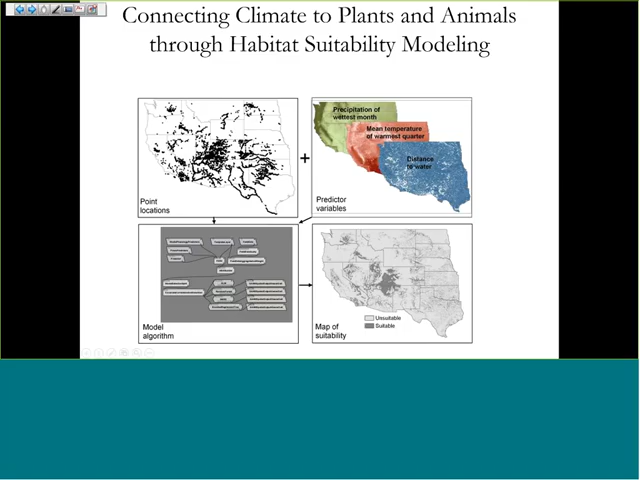 Connecting Climate to Plants and Animals
through Habitat Suitability Modeling
Point
locations
+
Precipitation of
wettest month
Mean temperature
of warmest quarter
Distance
to water
Predictor
variables
Model
algorithm
Unsuitable
Suitable
Map of
suitability